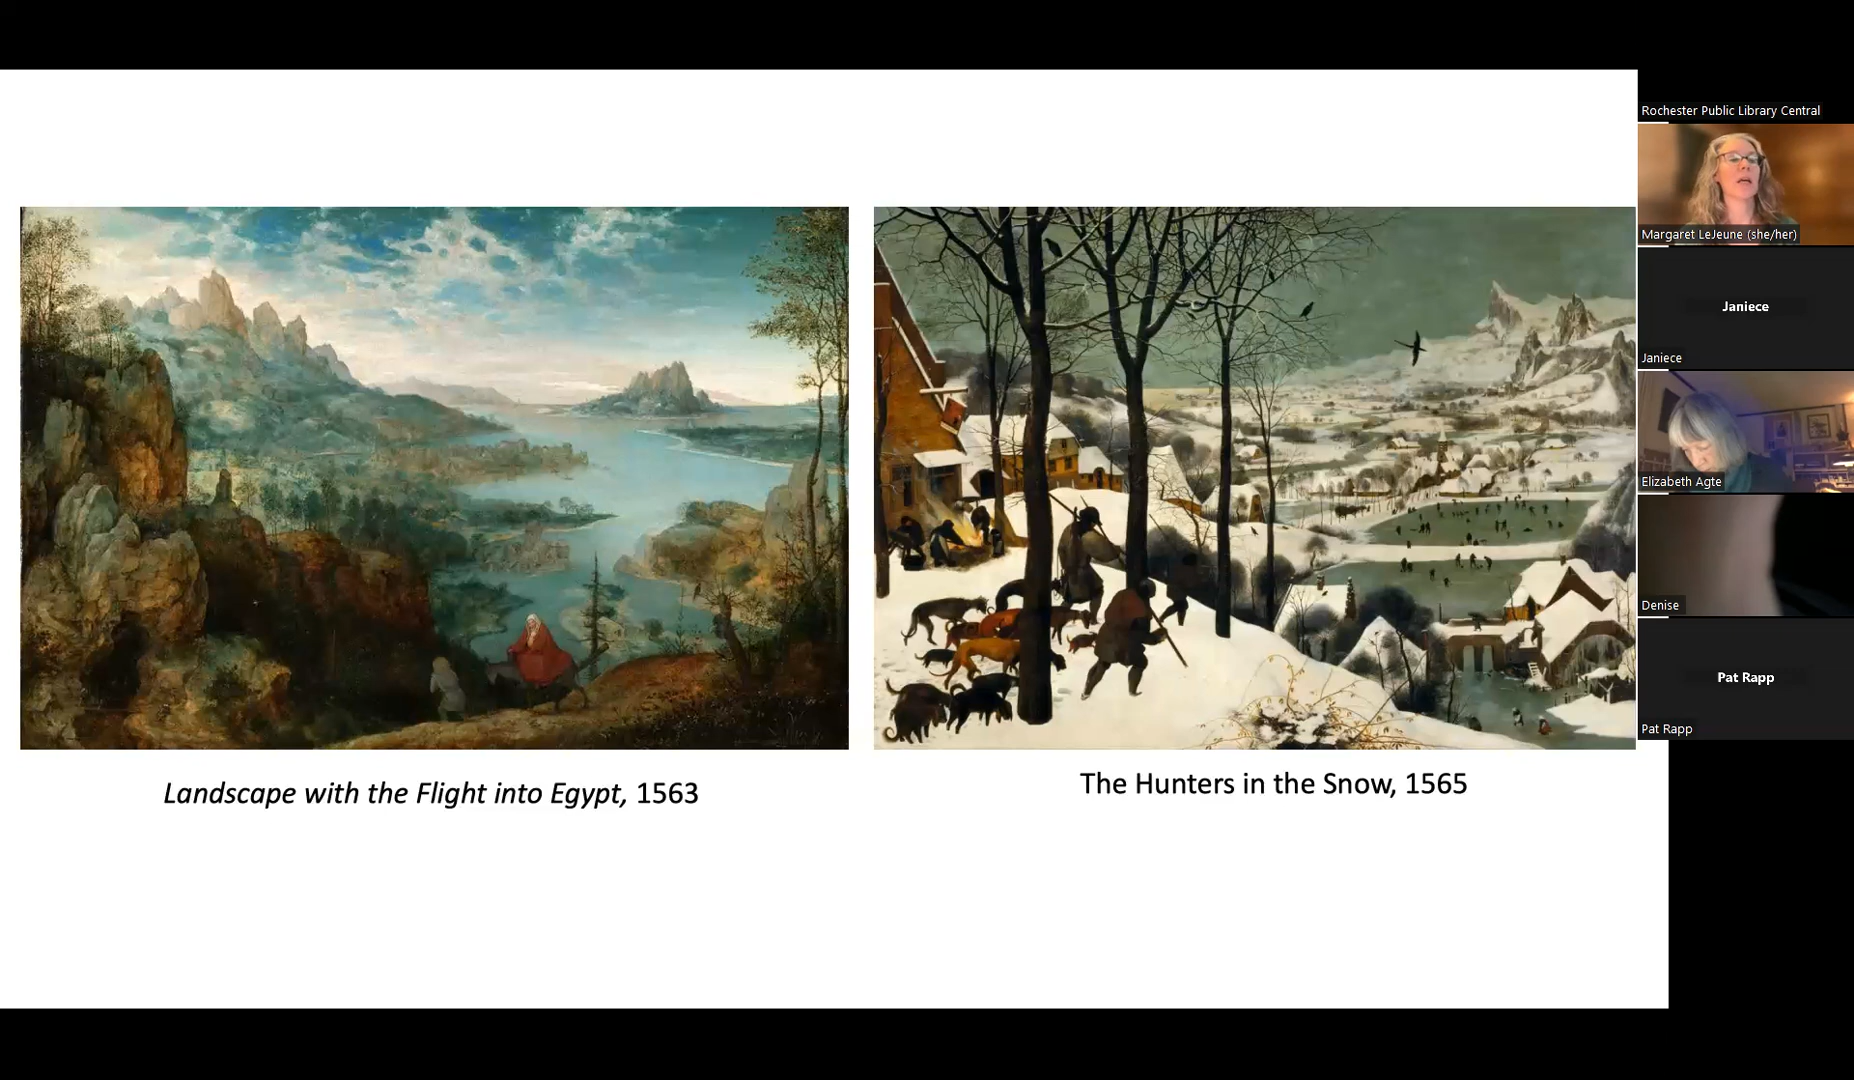 Rochester Public Library Central
Margaret LeJeune (she/her)
Janiece
Janiece
Elizabeth Agte
Denise
Pat Rapp
Pat Rapp
Landscape with the Flight into Egypt, 1563
The Hunters in the Snow, 1565